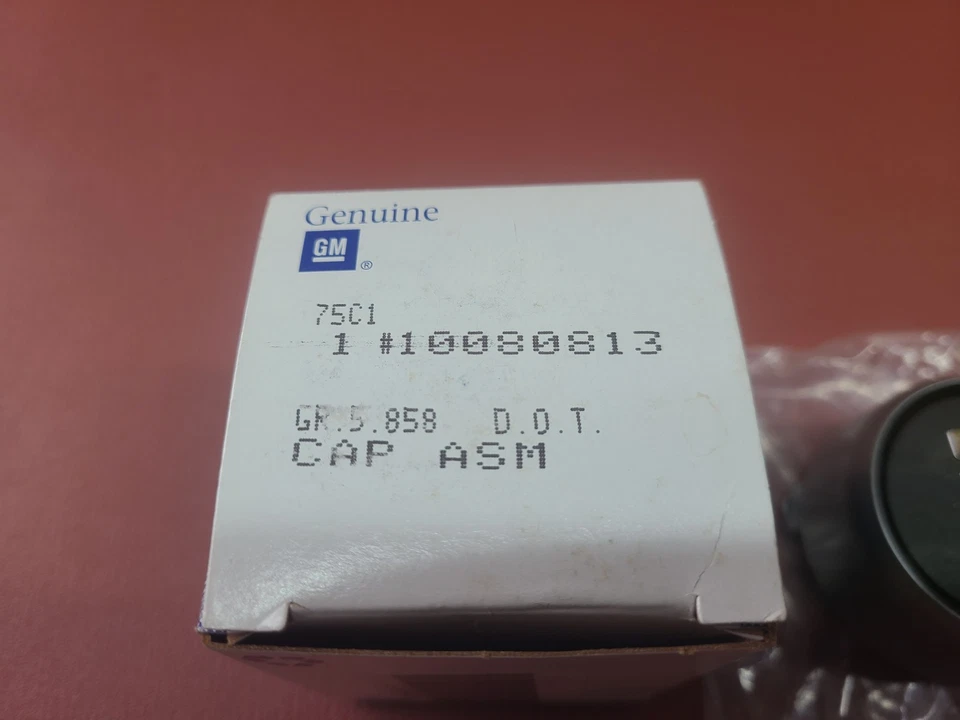 Genuine
GM ®
75C1
1 #10080813
GR.5.858 D.O.T.
CAP ASM